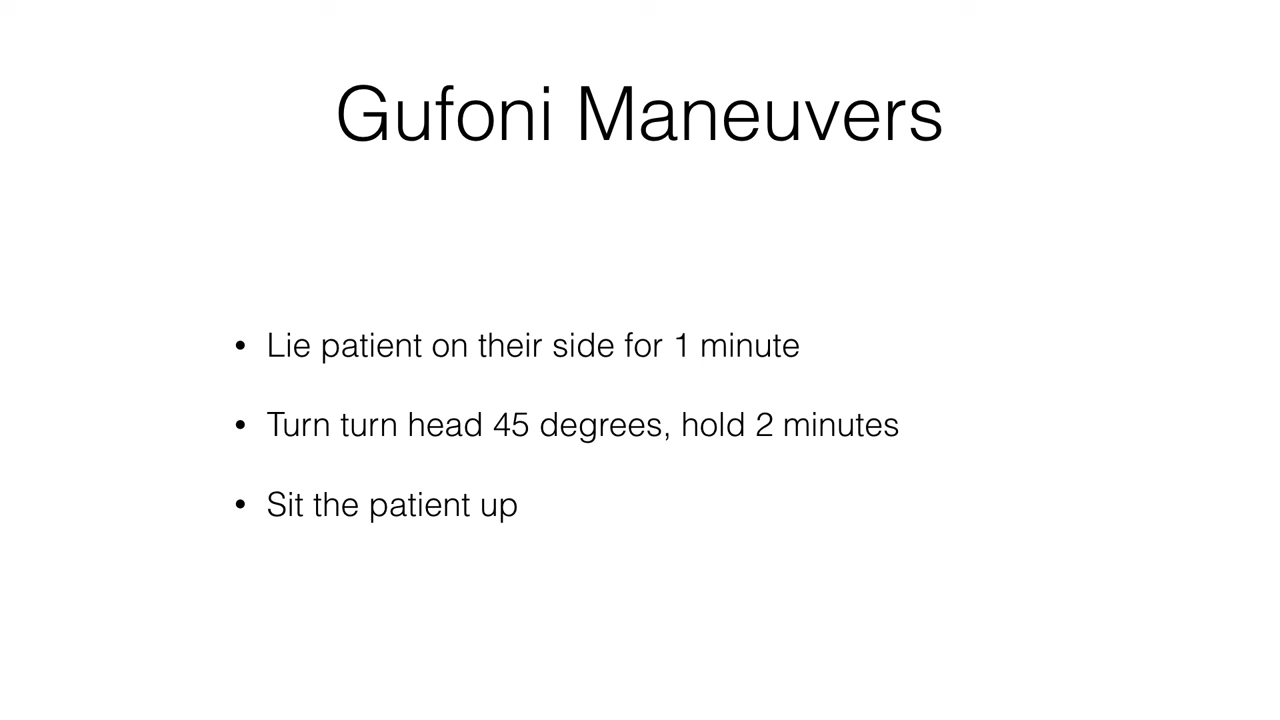 Gufoni Maneuvers
• Lie patient on their side for 1 minute
• Turn turn head 45 degrees, hold 2 minutes
• Sit the patient up